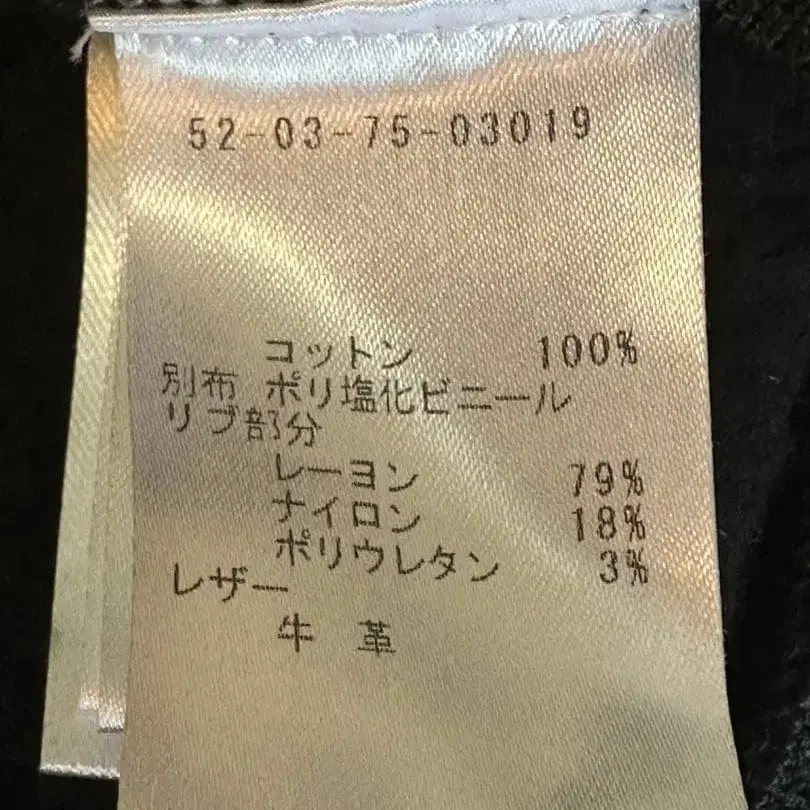 52-03-75-03019
コットン 100%
別布 ポリ塩化ビニール
リブ部分
レーヨン 79%
ナイロン 18%
ポリウレタン 3%
レザー
牛 革